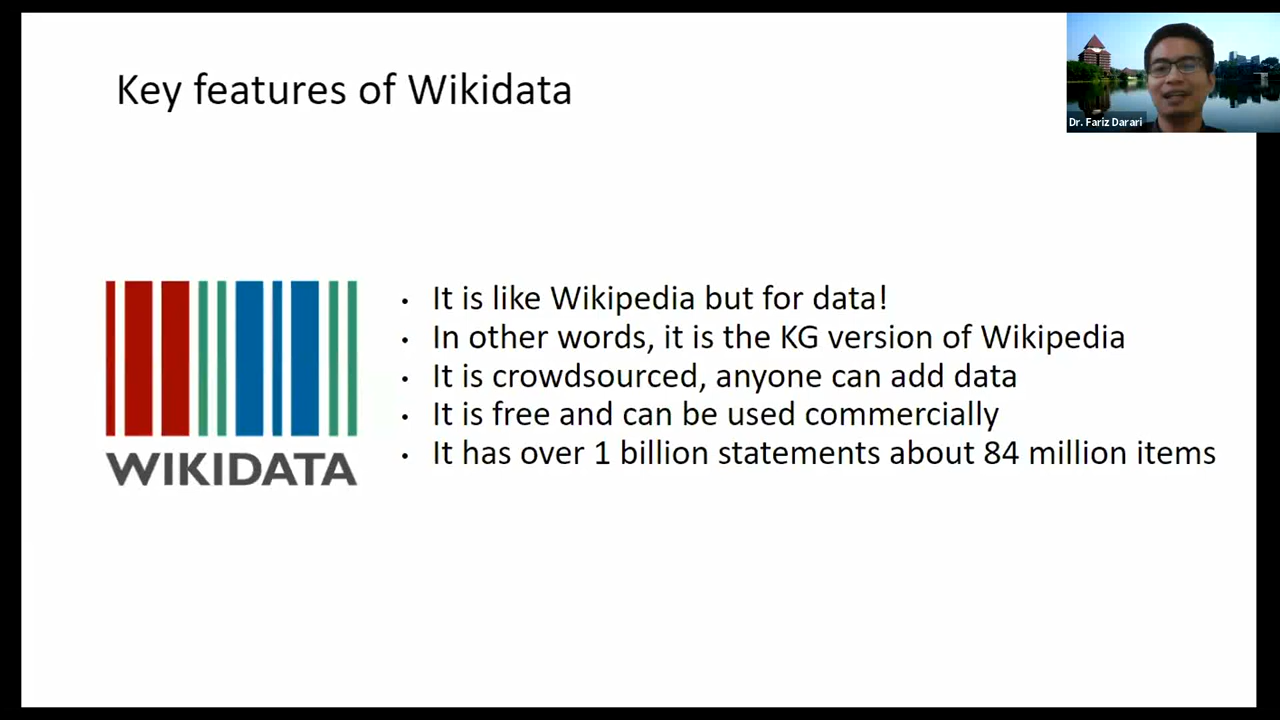 Key features of Wikidata
Dr. Fariz Darari
WIKIDATA
• It is like Wikipedia but for data!
• In other words, it is the KG version of Wikipedia
• It is crowdsourced, anyone can add data
• It is free and can be used commercially
• It has over 1 billion statements about 84 million items